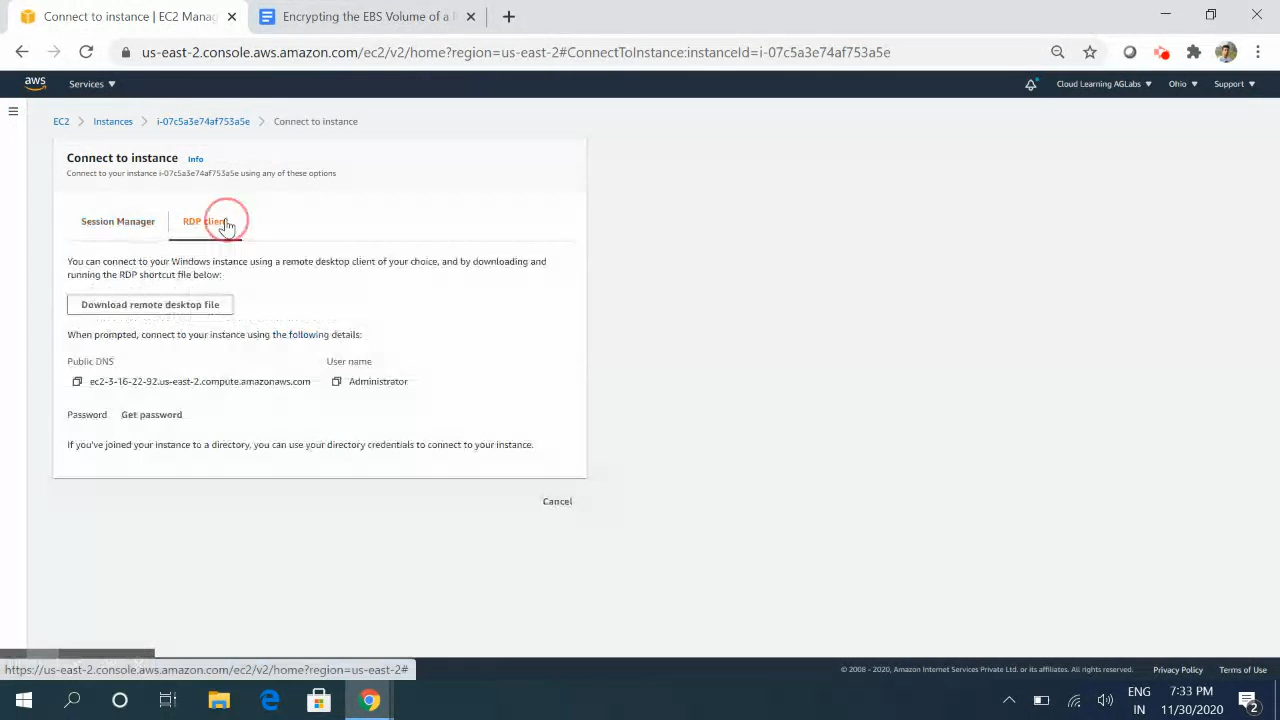 Connect to instance | EC2 Manag
Encrypting the EBS Volume of a R
us-east-2.console.aws.amazon.com/ec2/v2/home?region=us-east-2#ConnectToInstance:instanceId=i-07c5a3e74af753a5e
aws
Services
Cloud Learning AGLabs
Ohio
Support
EC2 > Instances > i-07c5a3e74af753a5e > Connect to instance
Connect to instance Info
Connect to your instance i-07c5a3e74af753a5e using any of these options
Session Manager
RDP client
You can connect to your Windows instance using a remote desktop client of your choice, and by downloading and
running the RDP shortcut file below:
Download remote desktop file
When prompted, connect to your instance using the following details:
Public DNS
User name
ec2-3-16-22-92.us-east-2.compute.amazonaws.com
Administrator
Password Get password
If you've joined your instance to a directory, you can use your directory credentials to connect to your instance.
Cancel
https://us-east-2.console.aws.amazon.com/ec2/v2/home?region=us-east-2#
© 2008 - 2020, Amazon Internet Services Private Ltd. or its affiliates. All rights reserved.
Privacy Policy
Terms of Use
ENG
IN
7:33 PM
11/30/2020
2